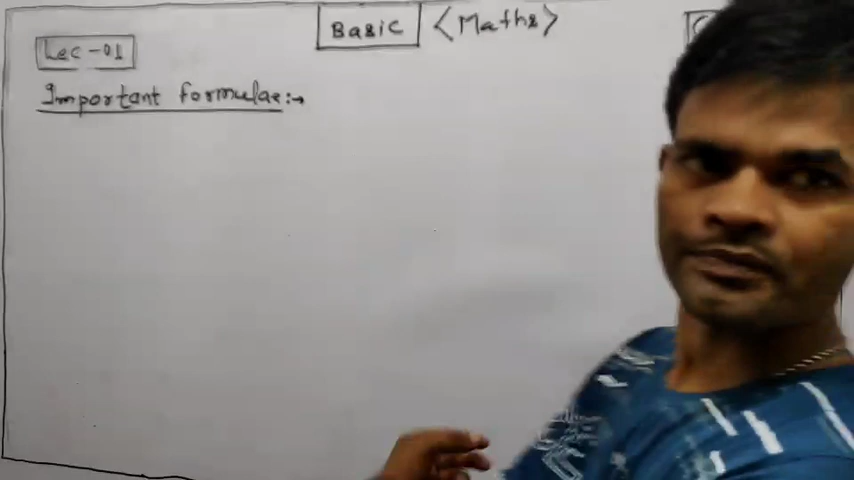 Basic <Maths>
Lec-01
Important formulae:→